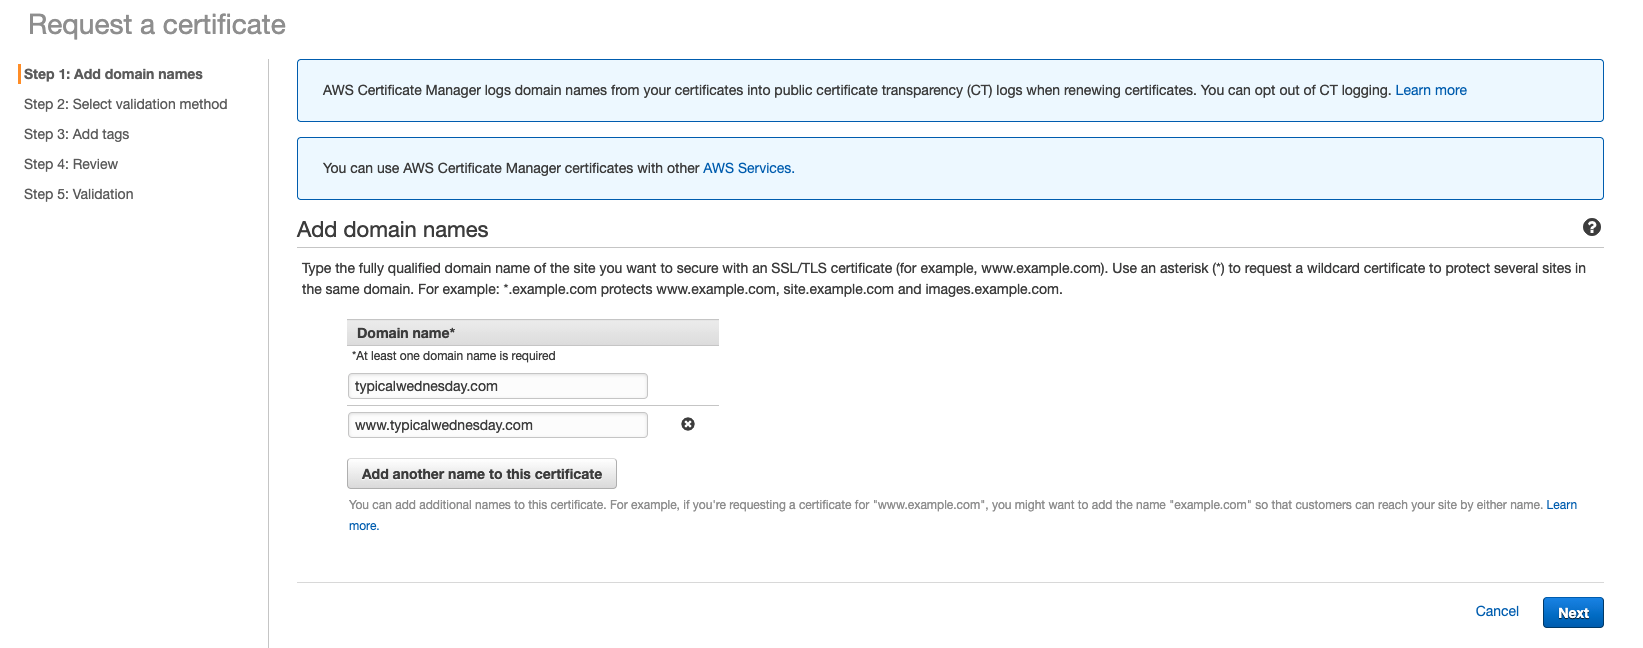 Request a certificate
Step 1: Add domain names
Step 2: Select validation method
Step 3: Add tags
Step 4: Review
Step 5: Validation
AWS Certificate Manager logs domain names from your certificates into public certificate transparency (CT) logs when renewing certificates. You can opt out of CT logging. Learn more
You can use AWS Certificate Manager certificates with other AWS Services.
Add domain names
Type the fully qualified domain name of the site you want to secure with an SSL/TLS certificate (for example, www.example.com). Use an asterisk (*) to request a wildcard certificate to protect several sites in
the same domain. For example: *.example.com protects www.example.com, site.example.com and images.example.com.
Domain name*
*At least one domain name is required
typicalwednesday.com
www.typicalwednesday.com
Add another name to this certificate
You can add additional names to this certificate. For example, if you're requesting a certificate for "www.example.com", you might want to add the name "example.com" so that customers can reach your site by either name. Learn
more.
Cancel
Next